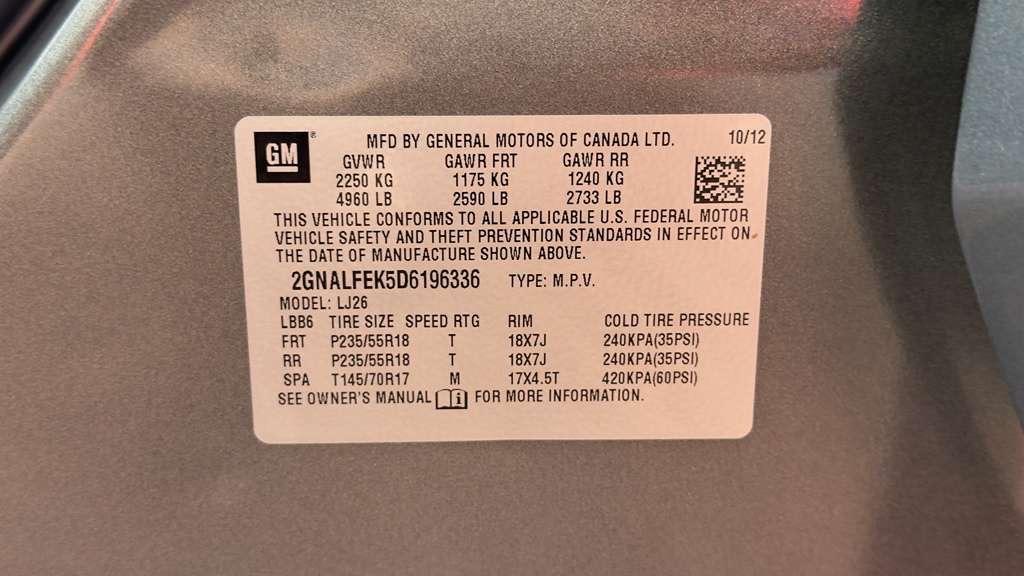 GM ® MFD BY GENERAL MOTORS OF CANADA LTD. 10/12
GVWR GAWR FRT GAWR RR
2250 KG 1175 KG 1240 KG
4960 LB 2590 LB 2733 LB
THIS VEHICLE CONFORMS TO ALL APPLICABLE U.S. FEDERAL MOTOR
VEHICLE SAFETY AND THEFT PREVENTION STANDARDS IN EFFECT ON
THE DATE OF MANUFACTURE SHOWN ABOVE.
2GNALFEK5D6196336 TYPE: M.P.V.
MODEL: LJ26
LBB6 TIRE SIZE SPEED RTG RIM COLD TIRE PRESSURE
FRT P235/55R18 T 18X7J 240KPA(35PSI)
RR P235/55R18 T 18X7J 240KPA(35PSI)
SPA T145/70R17 M 17X4.5T 420KPA(60PSI)
SEE OWNER'S MANUAL i FOR MORE INFORMATION.